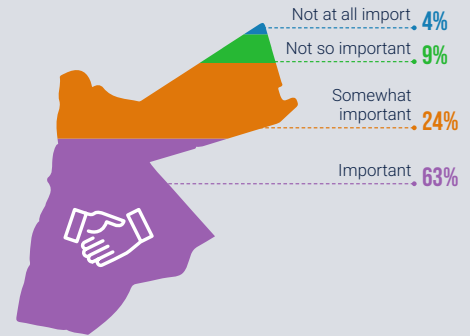 Not at all import 4%
Not so important 9%
Somewhat
important 24%
Important 63%